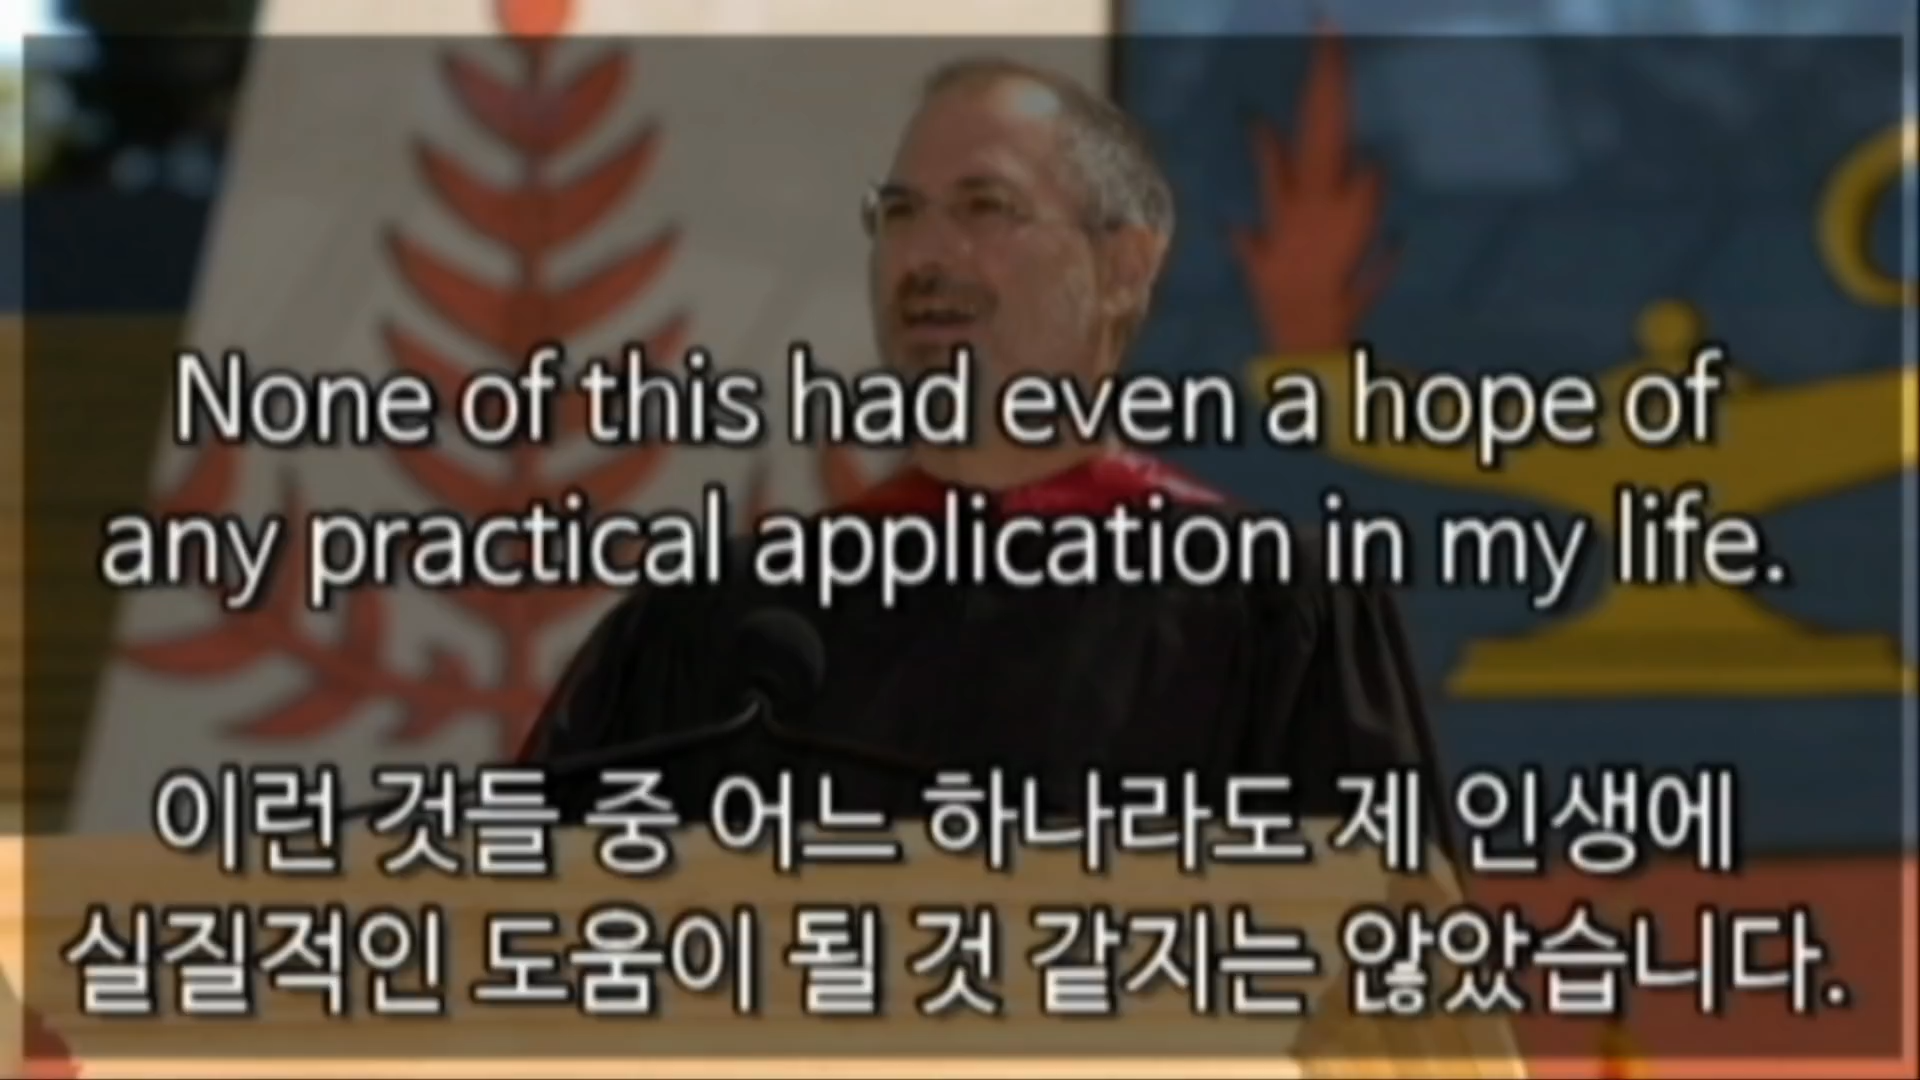 None of this had even a hope of
any practical application in my life.
이런 것들 중 어느 하나라도 제 인생에
실질적인 도움이 될 것 같지는 않았습니다.